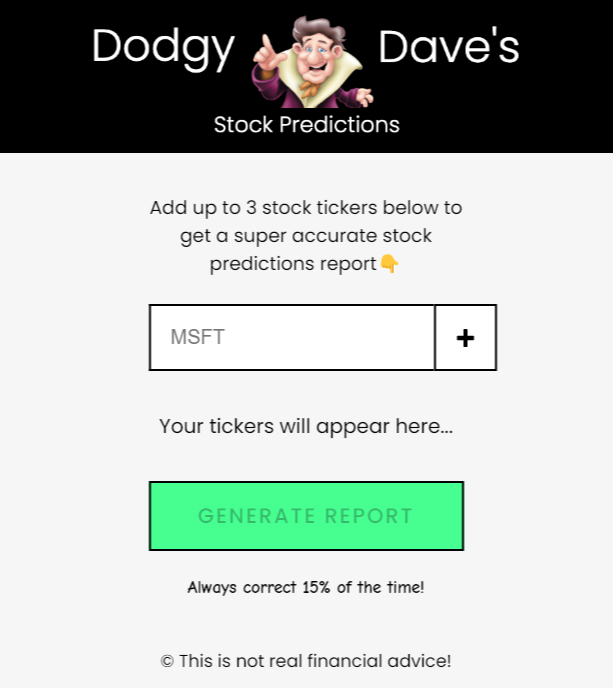 Dodgy Dave's
Stock Predictions
Add up to 3 stock tickers below to
get a super accurate stock
predictions report👇
MSFT +
Your tickers will appear here...
GENERATE REPORT
Always correct 15% of the time!
© This is not real financial advice!